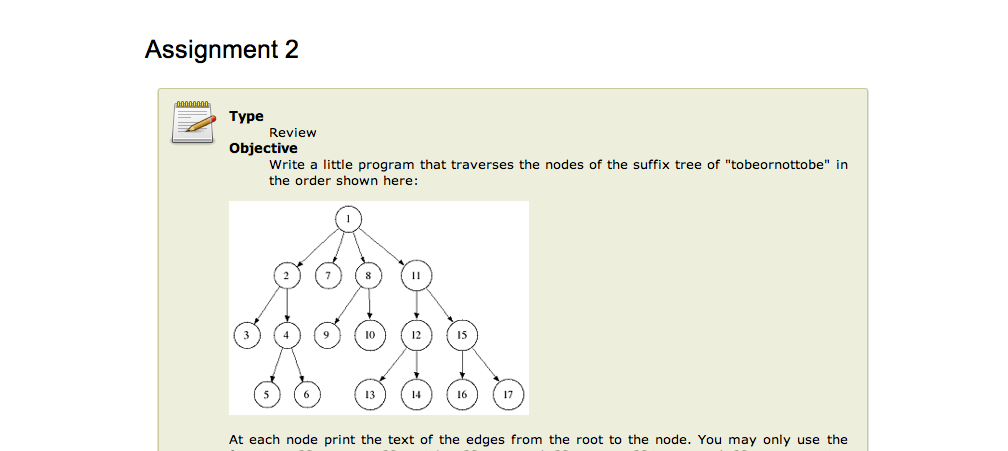 Assignment 2
Type
Review
Objective
Write a little program that traverses the nodes of the suffix tree of "tobeornottobe" in
the order shown here:
1
2 7 8 11
3 4 9 10 12 15
5 6 13 14 16 17
At each node print the text of the edges from the root to the node. You may only use the